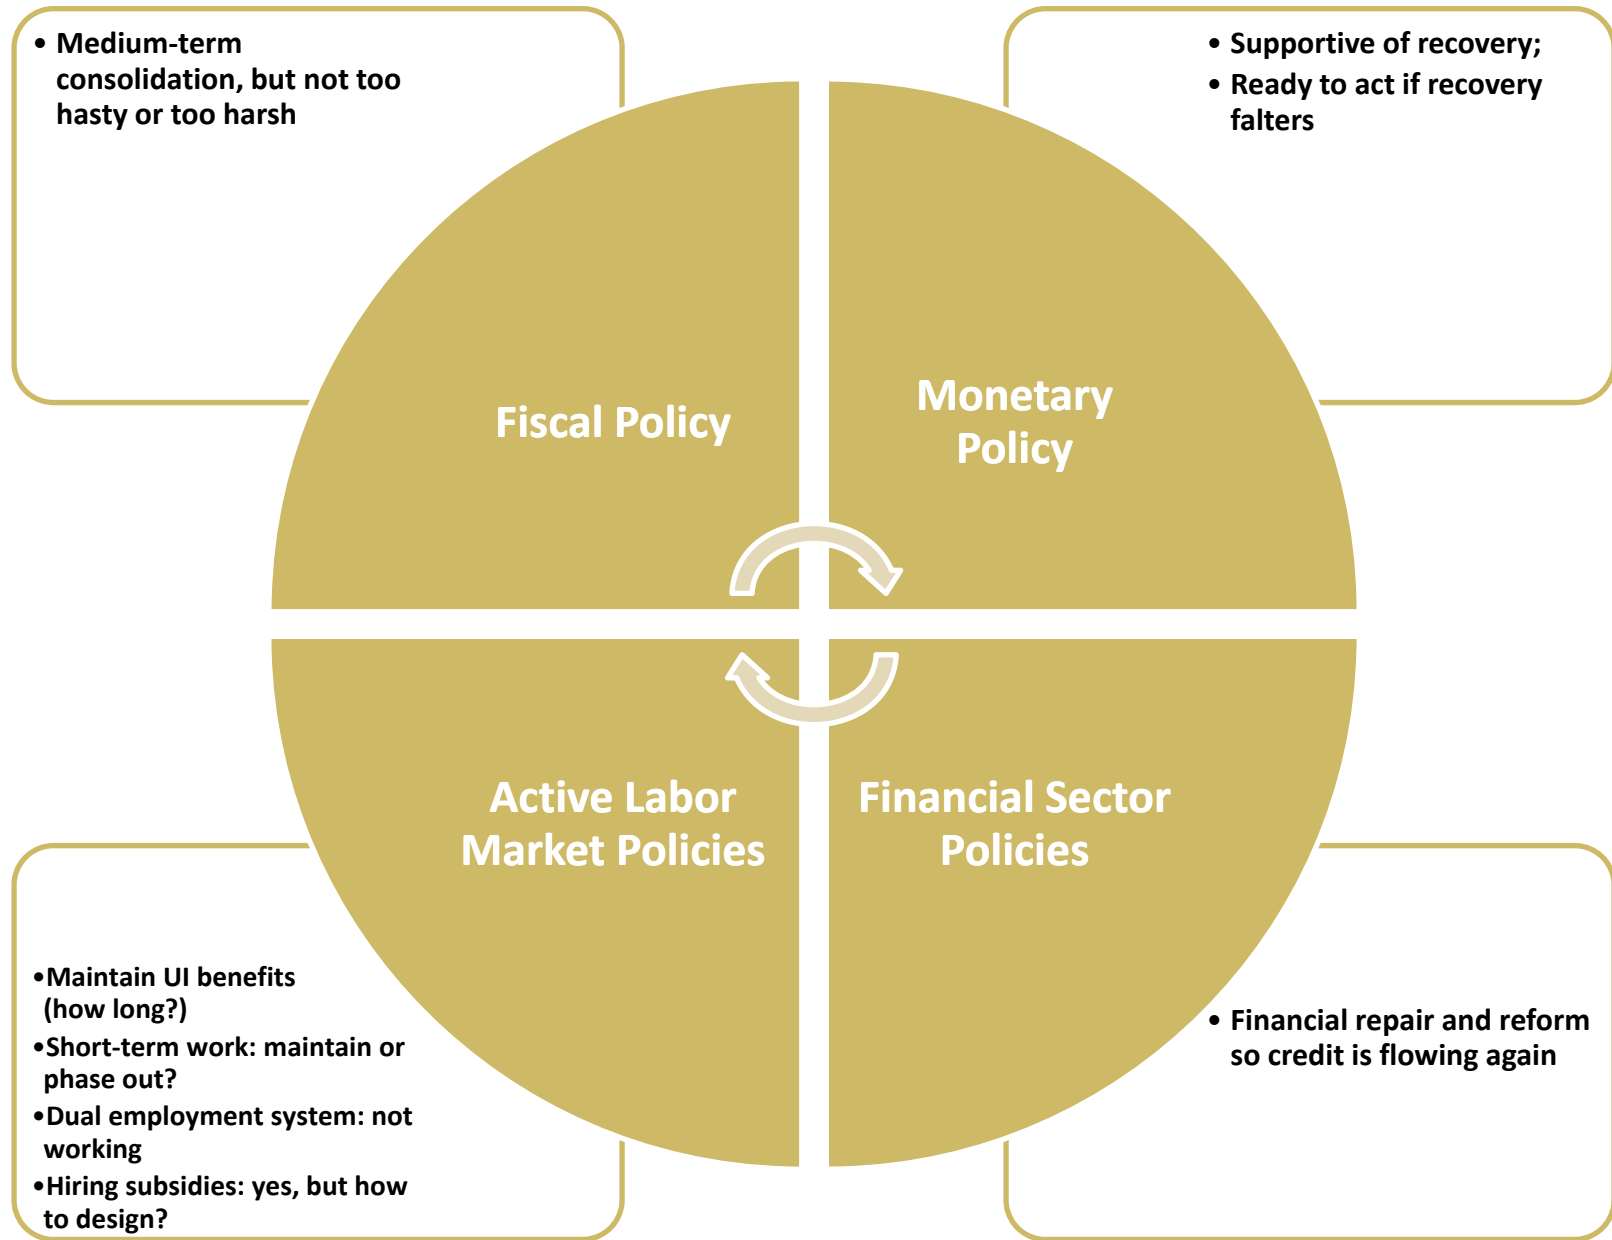 • Medium-term
consolidation, but not too
hasty or too harsh
• Supportive of recovery;
• Ready to act if recovery
falters
Fiscal Policy
Monetary
Policy
Active Labor
Market Policies
Financial Sector
Policies
•Maintain UI benefits
(how long?)
•Short-term work: maintain or
phase out?
•Dual employment system: not
working
•Hiring subsidies: yes, but how
to design?
• Financial repair and reform
so credit is flowing again